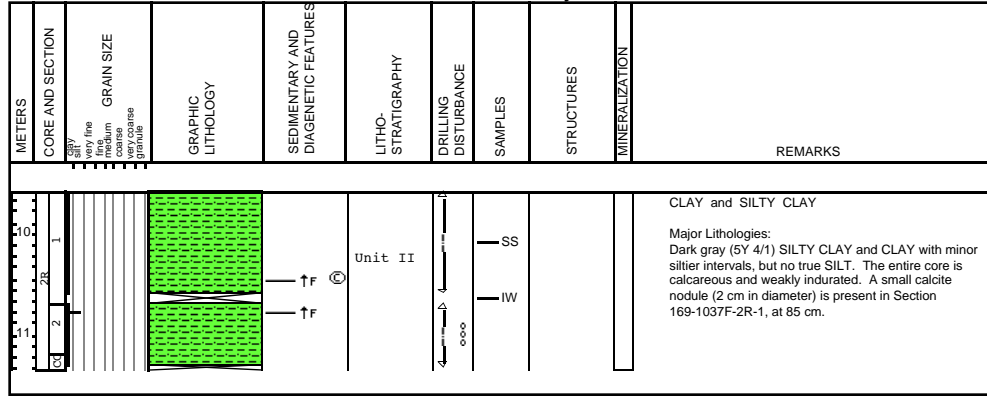 METERS
CORE AND SECTION
clay
silt
very fine
fine
medium
coarse
very coarse
granule
GRAIN SIZE
GRAPHIC
LITHOLOGY
SEDIMENTARY AND
DIAGENETIC FEATURES
LITHO-
STRATIGRAPHY
DRILLING
DISTURBANCE
SAMPLES
STRUCTURES
MINERALIZATION
REMARKS
10
11
2R
1
2
CC
F
F
C
Unit II
SS
IW
CLAY and SILTY CLAY
Major Lithologies:
Dark gray (5Y 4/1) SILTY CLAY and CLAY with minor
siltier intervals, but no true SILT. The entire core is
calcareous and weakly indurated. A small calcite
nodule (2 cm in diameter) is present in Section
169-1037F-2R-1, at 85 cm.